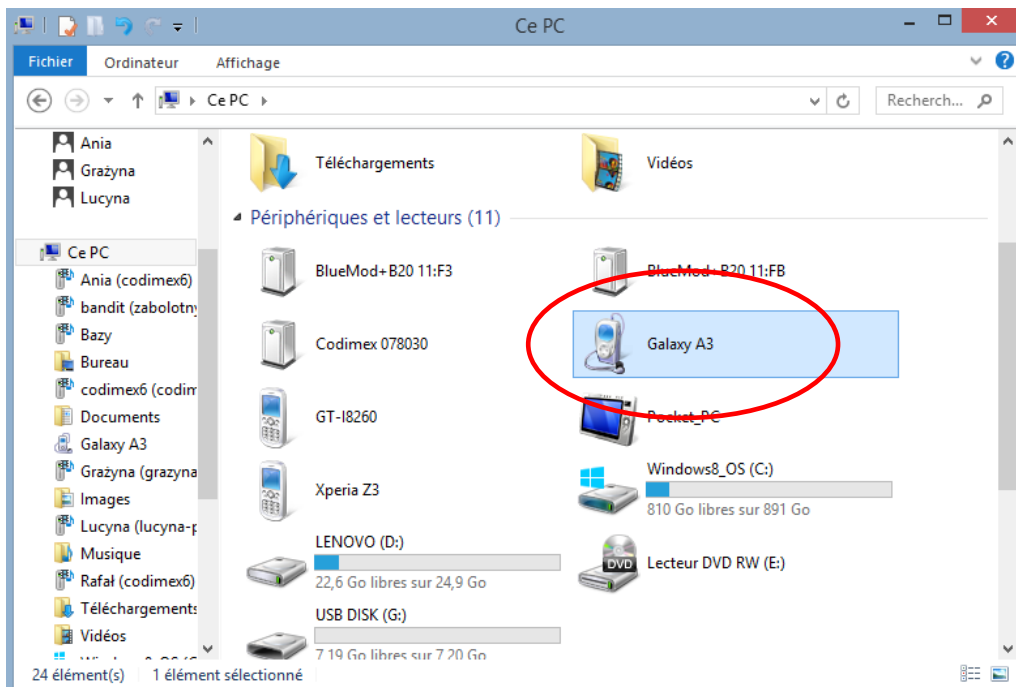 Ce PC
Fichier
Ordinateur
Affichage
Ce PC
Recherch...
Ania
Grażyna
Lucyna
Ce PC
Ania (codimex6)
bandit (zabolotny
Bazy
Bureau
codimex6 (codim
Documents
Galaxy A3
Grażyna (grazyna
Images
Lucyna (lucyna-p
Musique
Rafał (codimex6)
Téléchargements
Vidéos
Téléchargements
Vidéos
Périphériques et lecteurs (11)
BlueMod+B20 11:F3
BlueMod+B20 11:FB
Codimex 078030
Galaxy A3
GT-I8260
Pocket_PC
Xperia Z3
Windows8_OS (C:)
810 Go libres sur 891 Go
LENOVO (D:)
22,6 Go libres sur 24,9 Go
DVD
Lecteur DVD RW (E:)
USB DISK (G:)
7,19 Go libres sur 7,20 Go
24 élément(s)
1 élément sélectionné